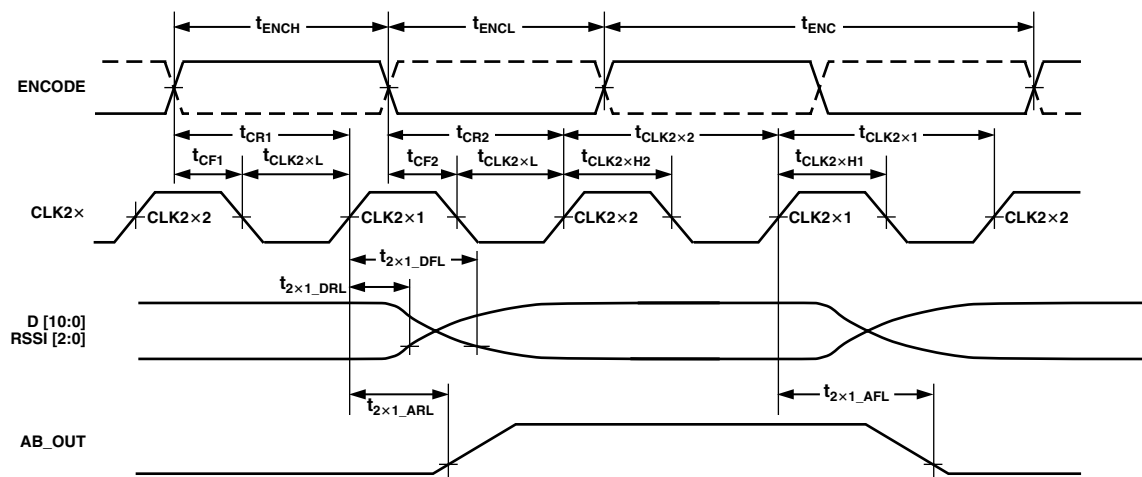 tENCH tENCL tENC
ENCODE
tCR1 tCR2 tCLK2×2 tCLK2×1
tCF1 tCLK2×L tCF2 tCLK2×L tCLK2×H2 tCLK2×H1
CLK2× CLK2×2 CLK2×1 CLK2×2 CLK2×1 CLK2×2
t2×1_DFL
t2×1_DRL
D [10:0]
RSSI [2:0]
t2×1_ARL t2×1_AFL
AB_OUT